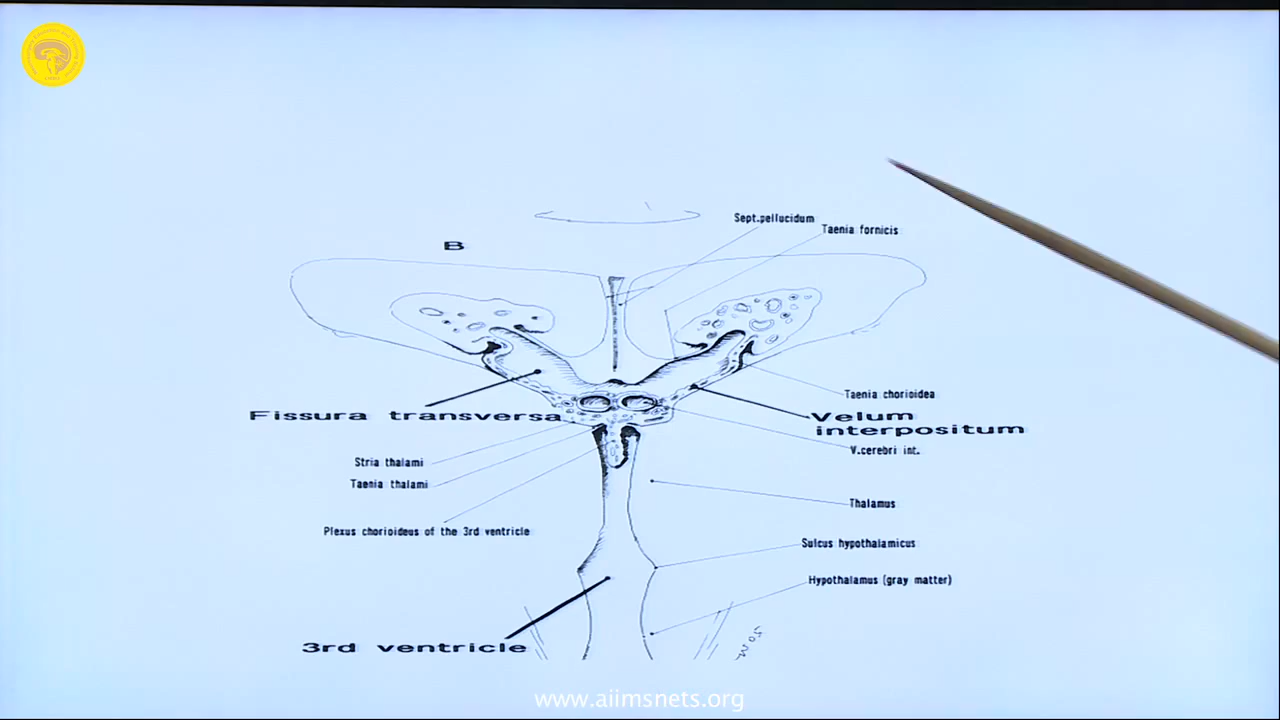 Sept.pellucidum
Taenia fornicis
B
Taenia chorioidea
Fissura transversa
Velum
interpositum
V.cerebri int.
Stria thalami
Taenia thalami
Thalamus
Plexus chorioideus of the 3rd ventricle
Sulcus hypothalamicus
Hypothalamus (gray matter)
3rd ventricle
www.aiimsnets.org